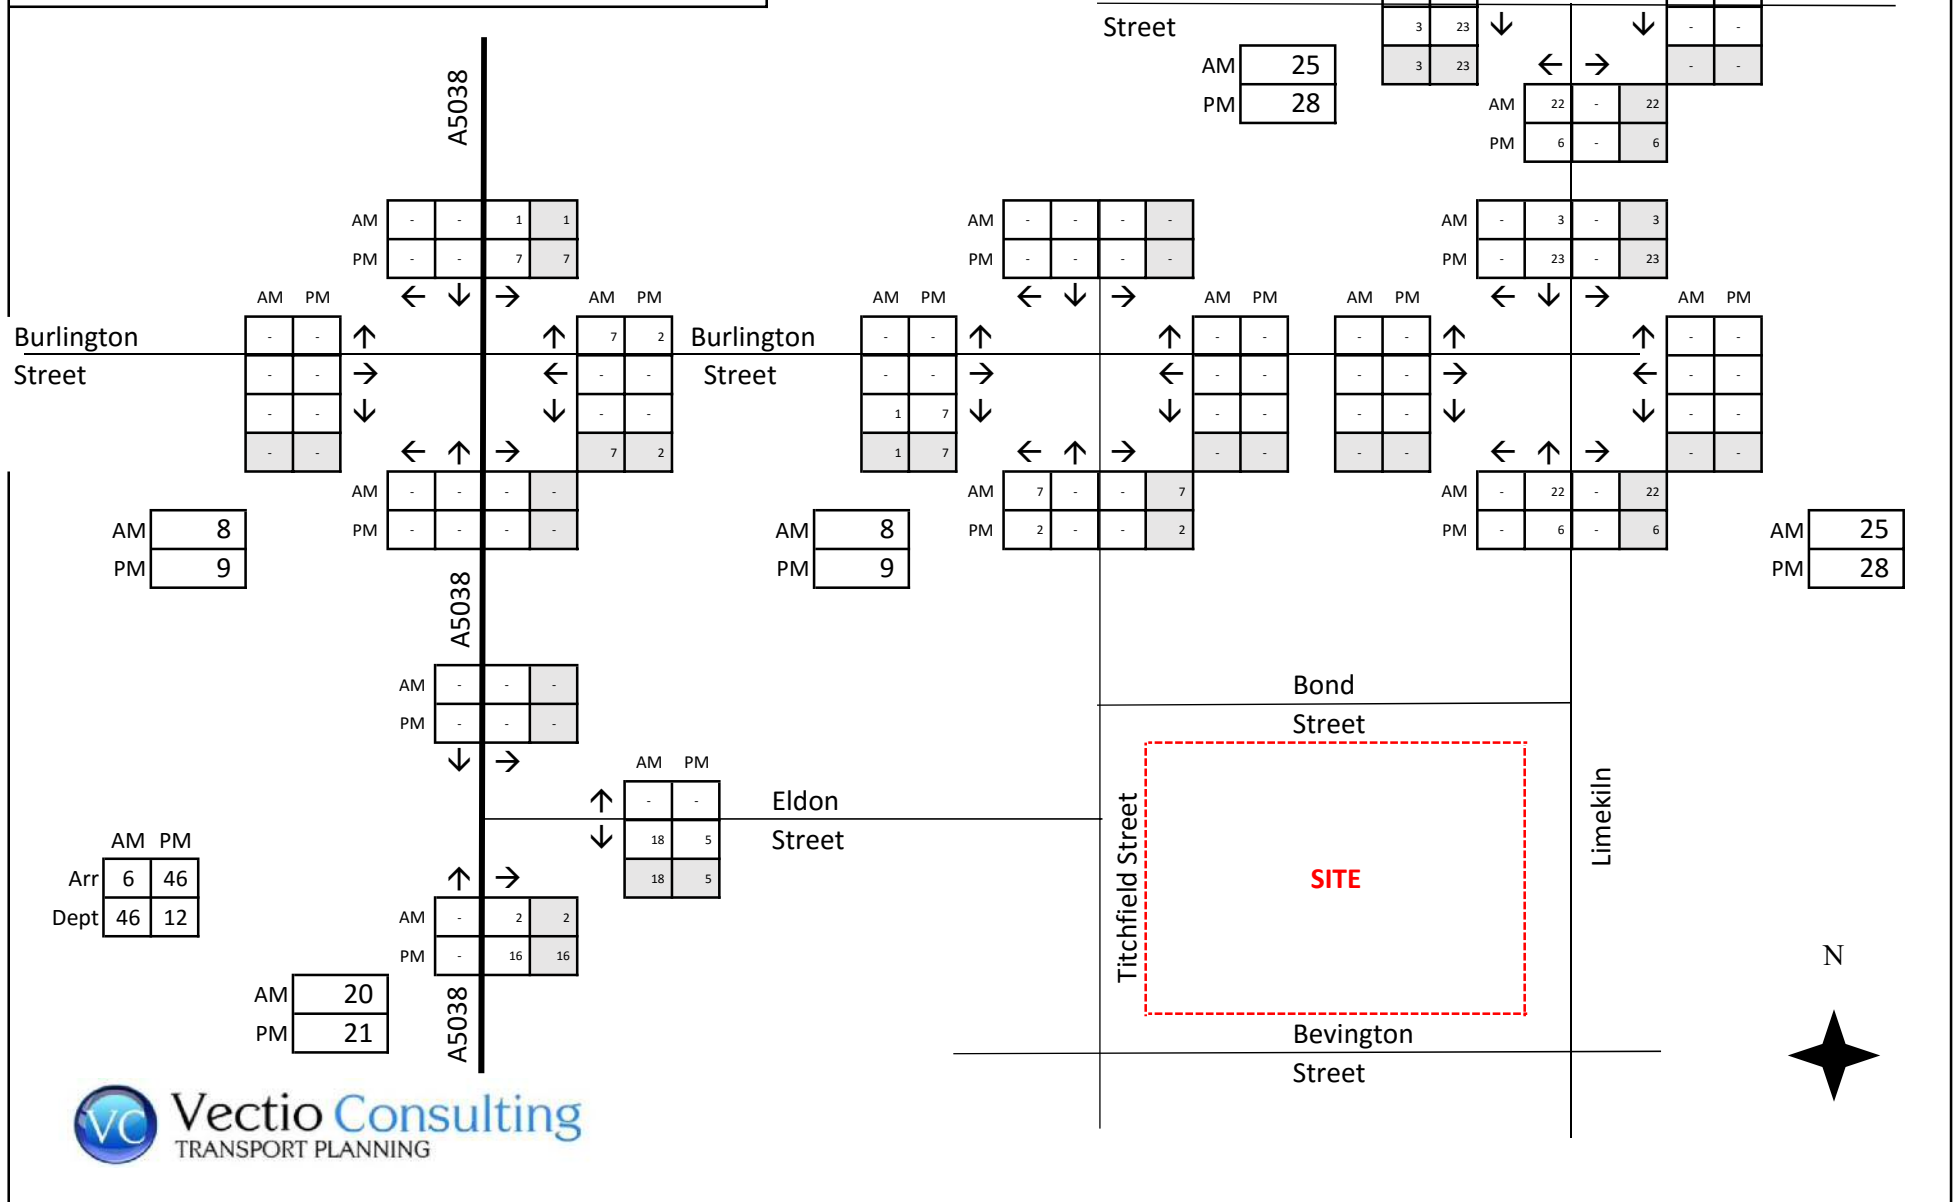 Street
3 23
3 23
- -
- -
AM 25
PM 28
AM 22 - 22
PM 6 - 6
A5038
AM - - 1 1
PM - - 7 7
AM - - - -
PM - - - -
AM - 3 - 3
PM - 23 - 23
AM PM
AM PM
AM PM
AM PM
AM PM
AM PM
Burlington
Street
- -
- -
- -
- -
7 2
- -
- -
7 2
Burlington
Street
- -
- -
1 7
1 7
- -
- -
- -
- -
- -
- -
- -
- -
- -
- -
- -
- -
AM - - - -
PM - - - -
AM 7 - - 7
PM 2 - - 2
AM - 22 - 22
PM - 6 - 6
AM 8
PM 9
AM 8
PM 9
AM 25
PM 28
A5038
AM - - -
PM - - -
Bond
Street
AM PM
- -
18 5
18 5
Eldon
Street
Titchfield Street
SITE
Limekiln
AM PM
Arr 6 46
Dept 46 12
AM - 2 2
PM - 16 16
AM 20
PM 21
A5038
N
Bevington
Street
VC
Vectio Consulting
TRANSPORT PLANNING